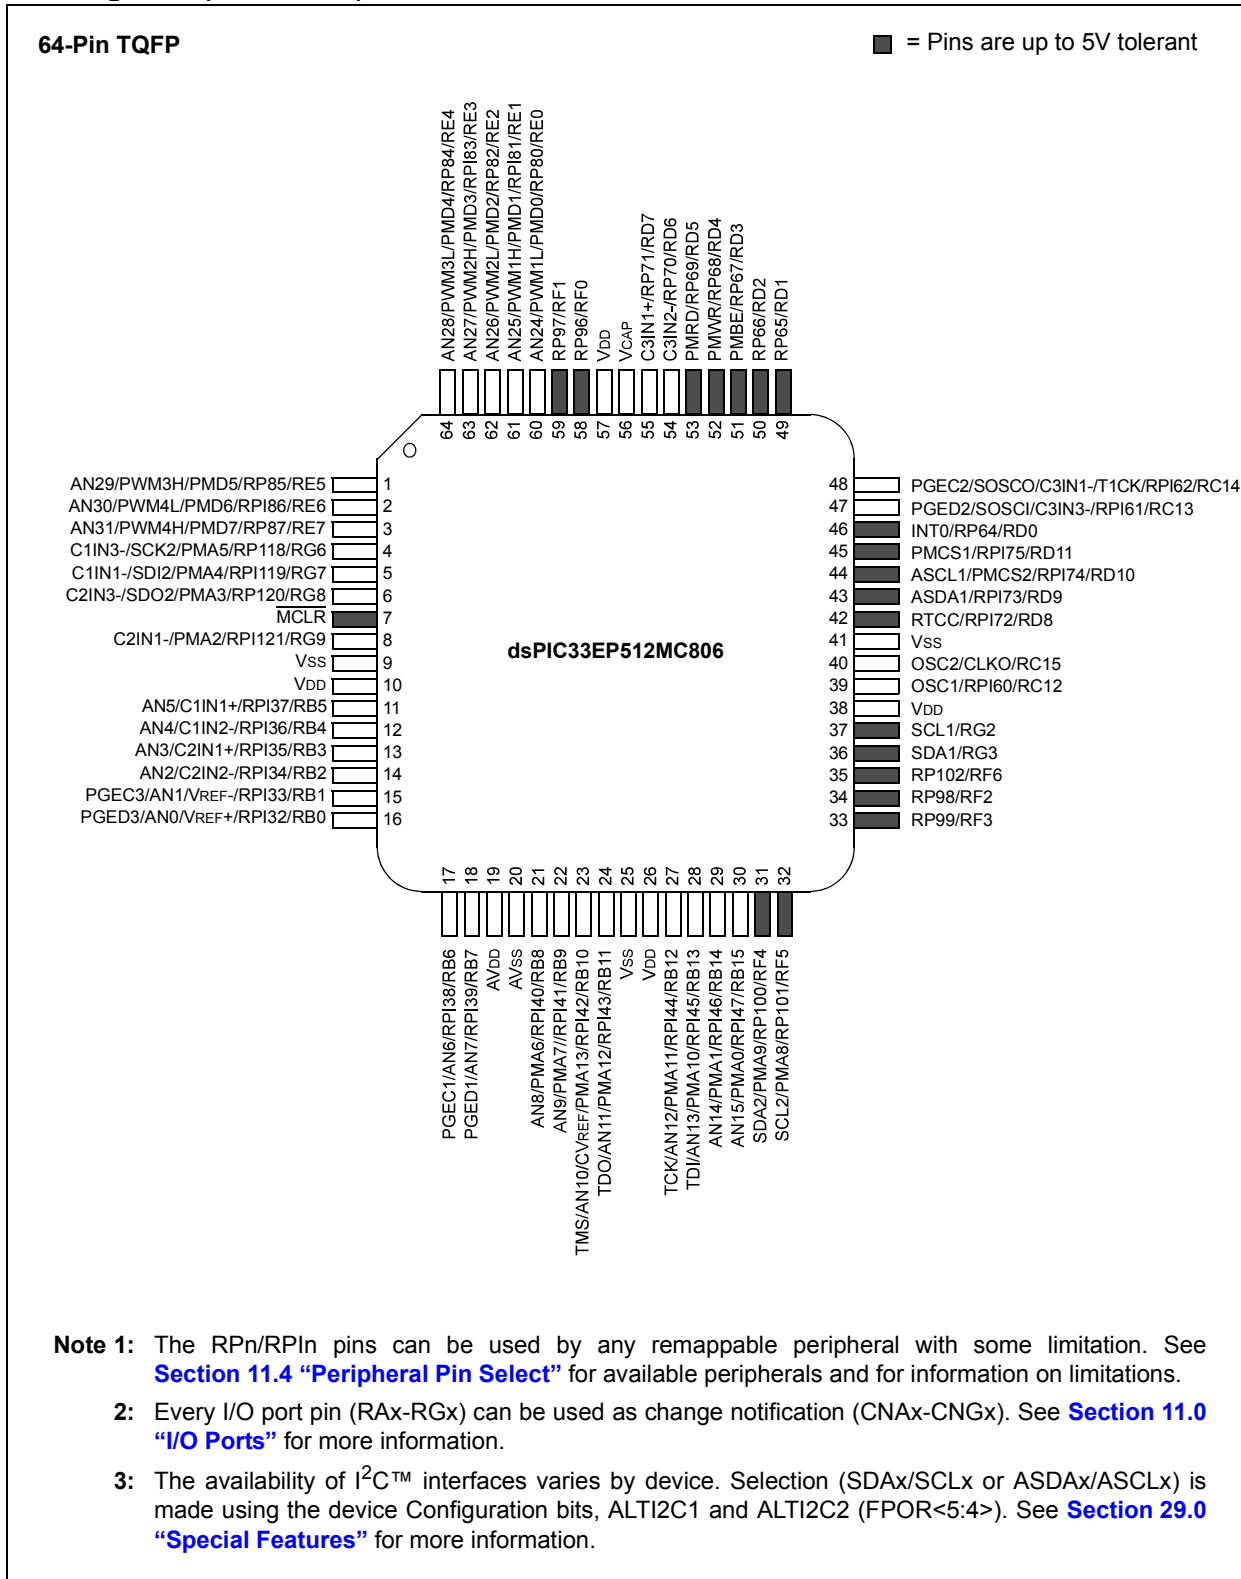 64-Pin TQFP
= Pins are up to 5V tolerant
AN28/PWM3L/PMD4/RP84/RE4
AN27/PWM2H/PMD3/RPI83/RE3
AN26/PWM2L/PMD2/RP82/RE2
AN25/PWM1H/PMD1/RPI81/RE1
AN24/PWM1L/PMD0/RP80/RE0
RP97/RF1
RP96/RF0
VDD
VCAP
C3IN1+/RP71/RD7
C3IN2-/RP70/RD6
PMRD/RP69/RD5
PMWR/RP68/RD4
PMBE/RP67/RD3
RP66/RD2
RP65/RD1
64 63 62 61 60 59 58 57 56 55 54 53 52 51 50 49
AN29/PWM3H/PMD5/RP85/RE5 1
AN30/PWM4L/PMD6/RPI86/RE6 2
AN31/PWM4H/PMD7/RP87/RE7 3
C1IN3-/SCK2/PMA5/RP118/RG6 4
C1IN1-/SDI2/PMA4/RPI119/RG7 5
C2IN3-/SDO2/PMA3/RP120/RG8 6
MCLR 7
C2IN1-/PMA2/RPI121/RG9 8
VSS 9
VDD 10
AN5/C1IN1+/RPI37/RB5 11
AN4/C1IN2-/RPI36/RB4 12
AN3/C2IN1+/RPI35/RB3 13
AN2/C2IN2-/RPI34/RB2 14
PGEC3/AN1/VREF-/RPI33/RB1 15
PGED3/AN0/VREF+/RPI32/RB0 16
dsPIC33EP512MC806
48 PGEC2/SOSCO/C3IN1-/T1CK/RPI62/RC14
47 PGED2/SOSCI/C3IN3-/RPI61/RC13
46 INT0/RP64/RD0
45 PMCS1/RPI75/RD11
44 ASCL1/PMCS2/RPI74/RD10
43 ASDA1/RPI73/RD9
42 RTCC/RPI72/RD8
41 VSS
40 OSC2/CLKO/RC15
39 OSC1/RPI60/RC12
38 VDD
37 SCL1/RG2
36 SDA1/RG3
35 RP102/RF6
34 RP98/RF2
33 RP99/RF3
17 18 19 20 21 22 23 24 25 26 27 28 29 30 31 32
PGEC1/AN6/RPI38/RB6
PGED1/AN7/RPI39/RB7
AVDD
AVSS
AN8/PMA6/RPI40/RB8
AN9/PMA7//RPI41/RB9
TMS/AN10/CVREF/PMA13/RPI42/RB10
TDO/AN11/PMA12/RPI43/RB11
VSS
VDD
TCK/AN12/PMA11/RPI44/RB12
TDI/AN13/PMA10/RPI45/RB13
AN14/PMA1/RPI46/RB14
AN15/PMA0/RPI47/RB15
SDA2/PMA9/RP100/RF4
SCL2/PMA8/RP101/RF5
Note 1: The RPn/RPIn pins can be used by any remappable peripheral with some limitation. See
Section 11.4 “Peripheral Pin Select” for available peripherals and for information on limitations.
2: Every I/O port pin (RAx-RGx) can be used as change notification (CNAx-CNGx). See Section 11.0
“I/O Ports” for more information.
3: The availability of I2C™ interfaces varies by device. Selection (SDAx/SCLx or ASDAx/ASCLx) is
made using the device Configuration bits, ALTI2C1 and ALTI2C2 (FPOR<5:4>). See Section 29.0
“Special Features” for more information.